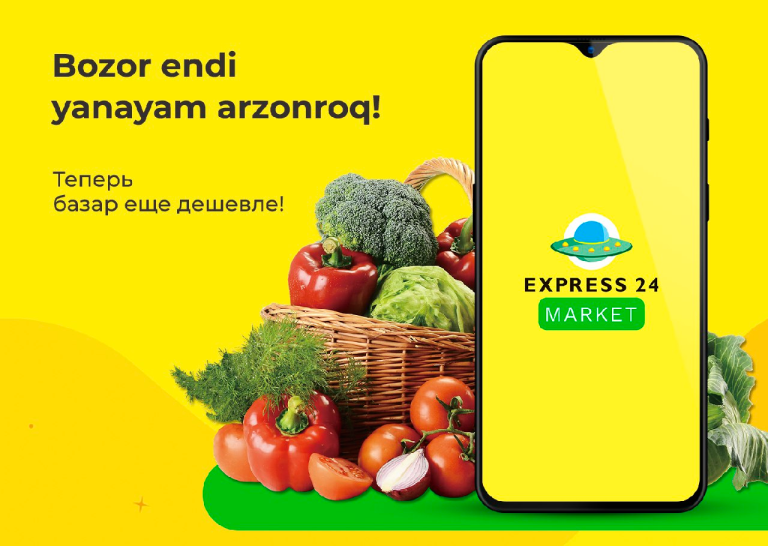 Bozor endi
yanayam arzonroq!
Теперь
базар еще дешевле!
EXPRESS 24
MARKET